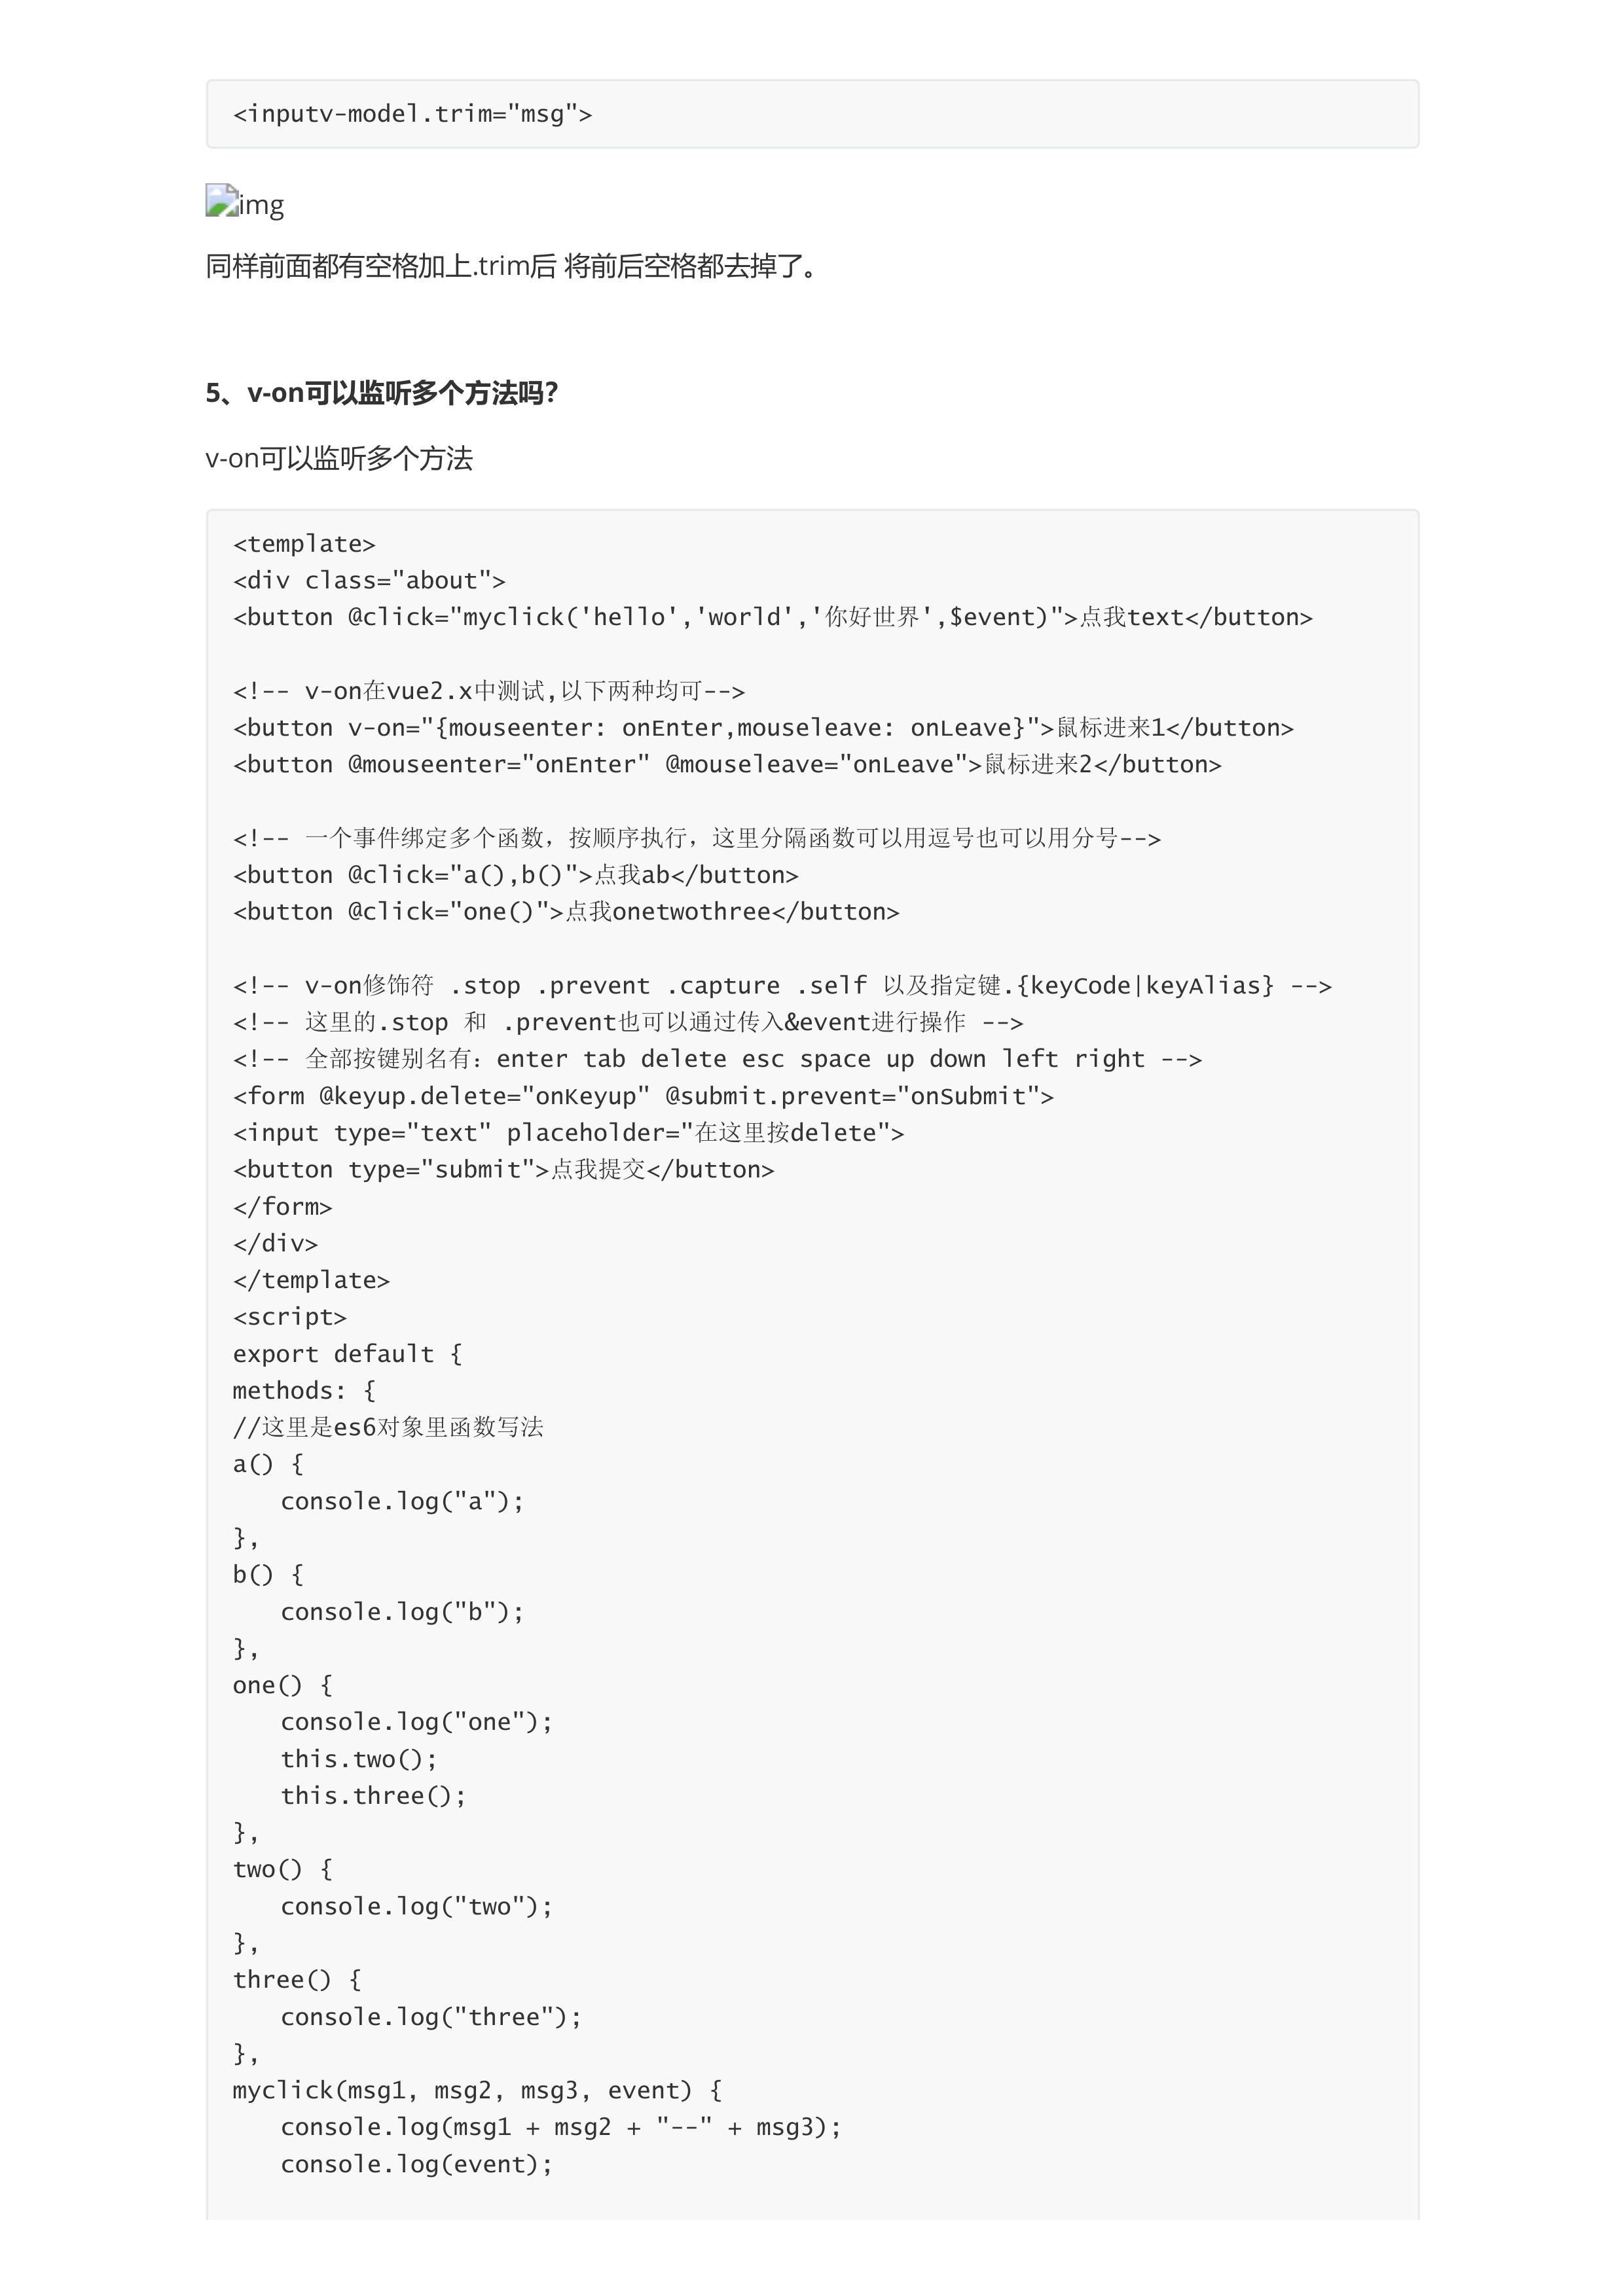 <inputv-model.trim="msg">
img
同样前面都有空格加上.trim后 将前后空格都去掉了。
5、v-on可以监听多个方法吗？
v-on可以监听多个方法
<template>
<div class="about">
<button @click="myclick('hello','world','你好世界',$event)">点我text</button>
<!-- v-on在vue2.x中测试,以下两种均可-->
<button v-on="{mouseenter: onEnter,mouseleave: onLeave}">鼠标进来1</button>
<button @mouseenter="onEnter" @mouseleave="onLeave">鼠标进来2</button>
<!-- 一个事件绑定多个函数，按顺序执行，这里分隔函数可以用逗号也可以用分号-->
<button @click="a(),b()">点我ab</button>
<button @click="one()">点我onetwothree</button>
<!-- v-on修饰符 .stop .prevent .capture .self 以及指定键.{keyCode|keyAlias} -->
<!-- 这里的.stop 和 .prevent也可以通过传入&event进行操作 -->
<!-- 全部按键别名有：enter tab delete esc space up down left right -->
<form @keyup.delete="onKeyup" @submit.prevent="onSubmit">
<input type="text" placeholder="在这里按delete">
<button type="submit">点我提交</button>
</form>
</div>
</template>
<script>
export default {
methods: {
//这里是es6对象里函数写法
a() {
console.log("a");
},
b() {
console.log("b");
},
one() {
console.log("one");
this.two();
this.three();
},
two() {
console.log("two");
},
three() {
console.log("three");
},
myclick(msg1, msg2, msg3, event) {
console.log(msg1 + msg2 + "--" + msg3);
console.log(event);